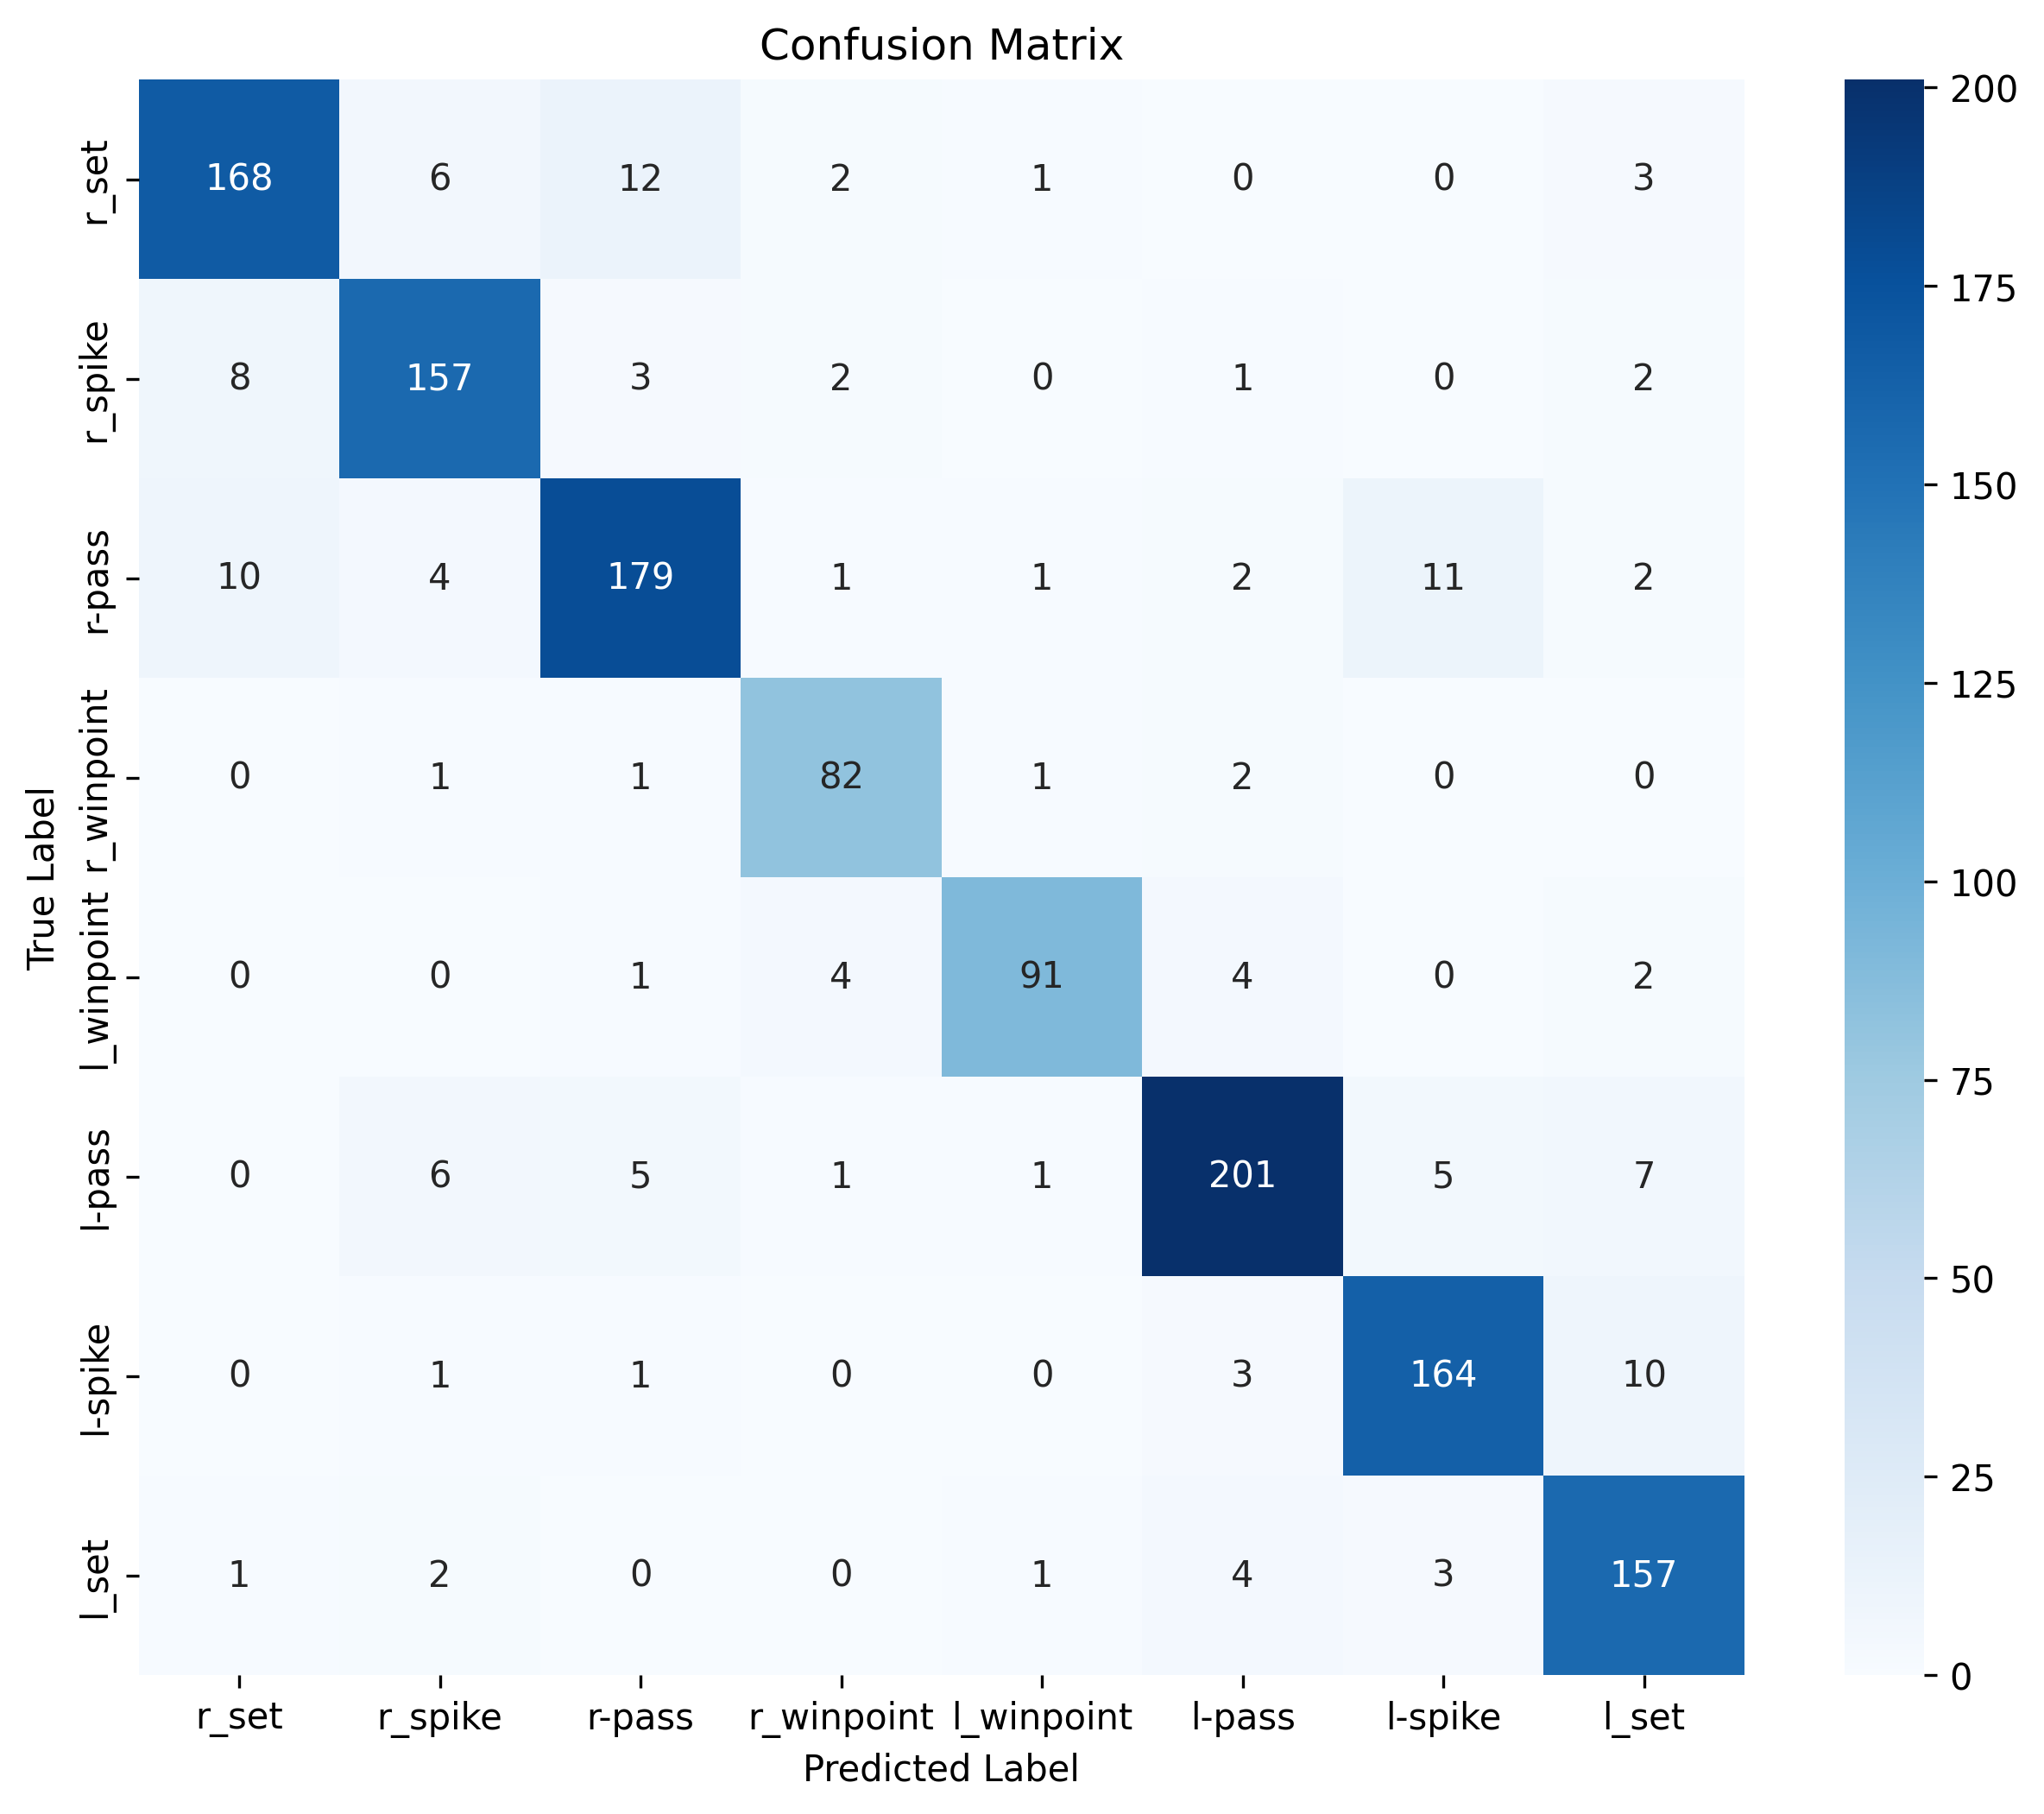 Confusion Matrix
True Label
r_set 168 6 12 2 1 0 0 3
r_spike 8 157 3 2 0 1 0 2
r-pass 10 4 179 1 1 2 11 2
r_winpoint 0 1 1 82 1 2 0 0
l_winpoint 0 0 1 4 91 4 0 2
l-pass 0 6 5 1 1 201 5 7
l-spike 0 1 1 0 0 3 164 10
l_set 1 2 0 0 1 4 3 157
r_set r_spike r-pass r_winpoint l_winpoint l-pass l-spike l_set
Predicted Label
200
175
150
125
100
75
50
25
0